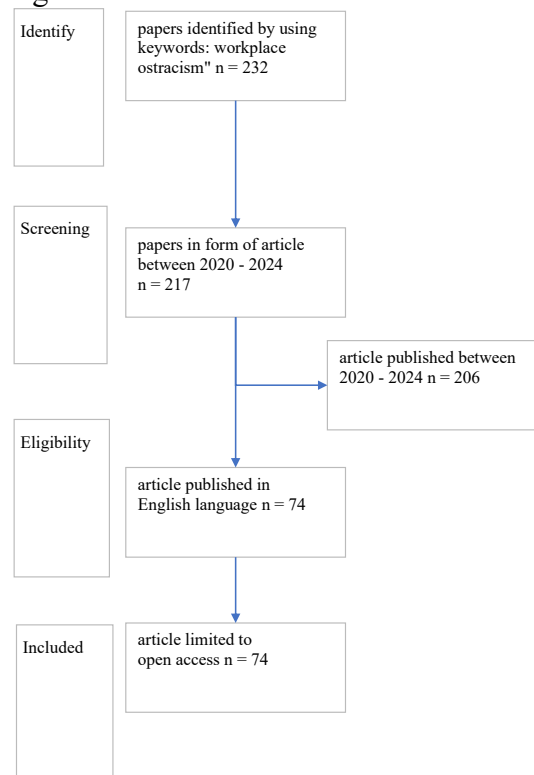 Identify
papers identified by using
keywords: workplace
ostracism" n = 232
Screening
papers in form of article
between 2020 - 2024
n = 217
article published between
2020 - 2024 n = 206
Eligibility
article published in
English language n = 74
Included
article limited to
open access n = 74